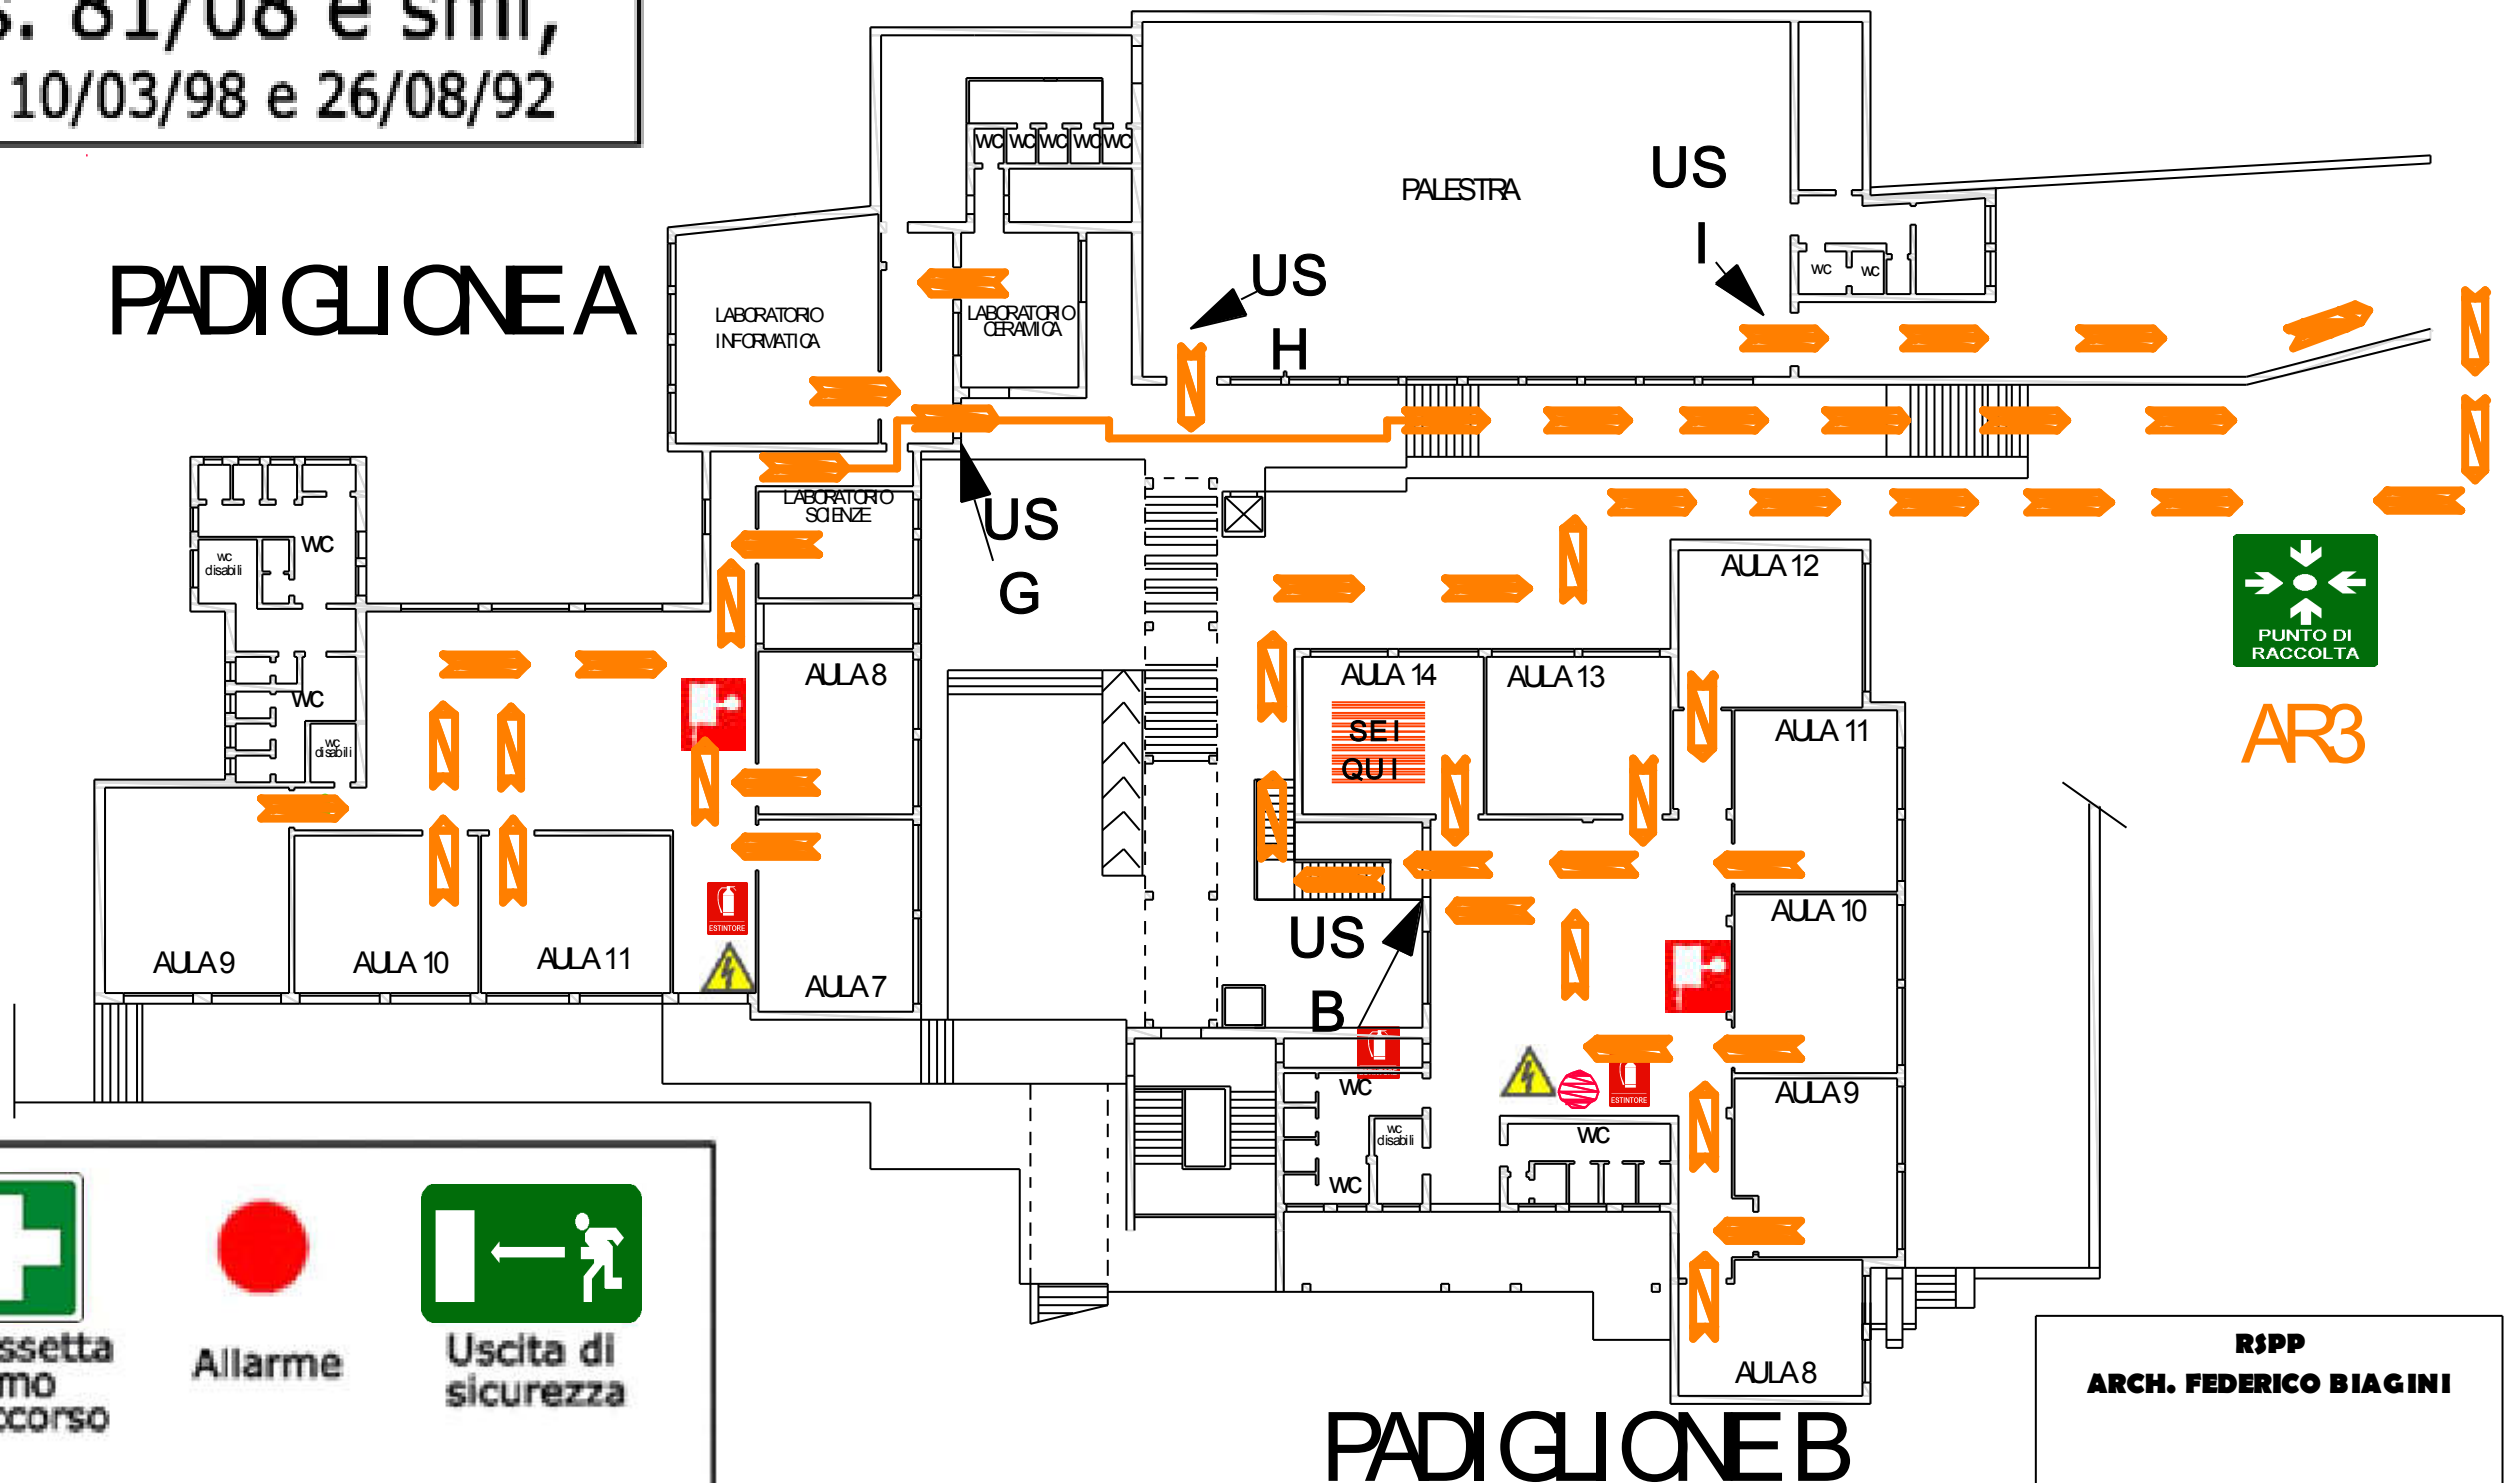 s. 81/08 e smi,
10/03/98 e 26/08/92
PADIGLIONE A
WC WC WC WC WC
PALESTRA
US
I
US
H
WC WC
LABORATORIO
INFORMATICA
LABORATORIO
CERAMICA
LABORATORIO
SCIENZE
US
G
WC
wc
disabili
WC
wc
disabili
AULA 8
AULA 9
AULA 10
AULA 11
AULA 7
ESTINTORE
AULA 12
AULA 14
AULA 13
SEI
QUI
AULA 11
AULA 10
AULA 9
AULA 8
US
B
WC
wc
disabili
WC
WC
ESTINTORE
PUNTO DI
RACCOLTA
AR3
Allarme
Uscita di
sicurezza
RSPP
ARCH. FEDERICO BIAGINI
PADIGLIONE B